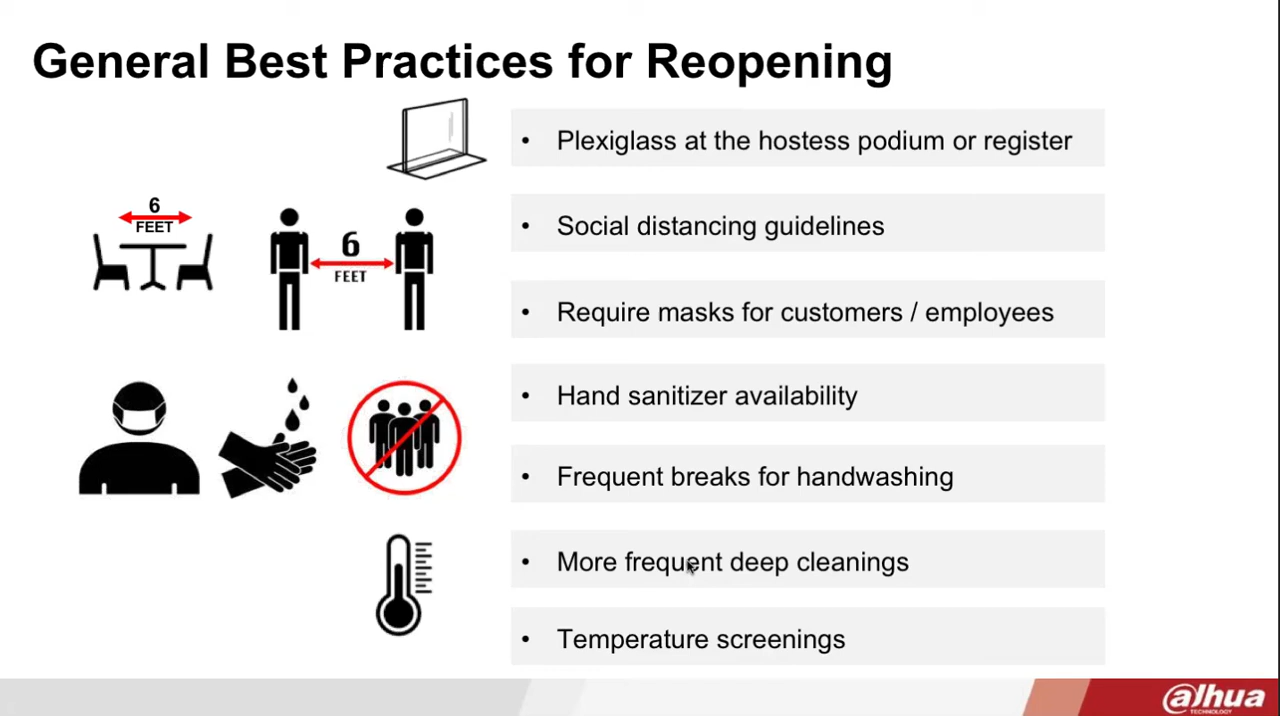 General Best Practices for Reopening
• Plexiglass at the hostess podium or register
6
FEET
• Social distancing guidelines
6
FEET
• Require masks for customers / employees
• Hand sanitizer availability
• Frequent breaks for handwashing
• More frequent deep cleanings
• Temperature screenings
alhua
TECHNOLOGY